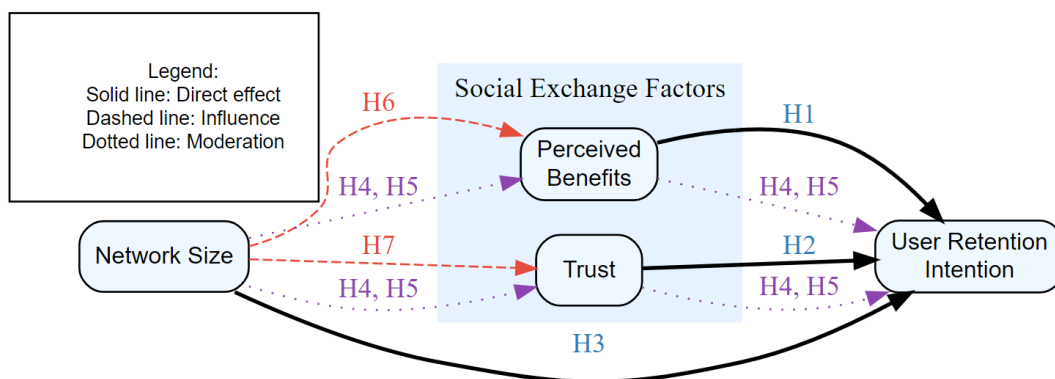 Legend:
Solid line: Direct effect
Dashed line: Influence
Dotted line: Moderation
Social Exchange Factors
H6
H1
Perceived
Benefits
H4, H5
H4, H5
Network Size
H7
Trust
H2
User Retention
Intention
H4, H5
H4, H5
H3